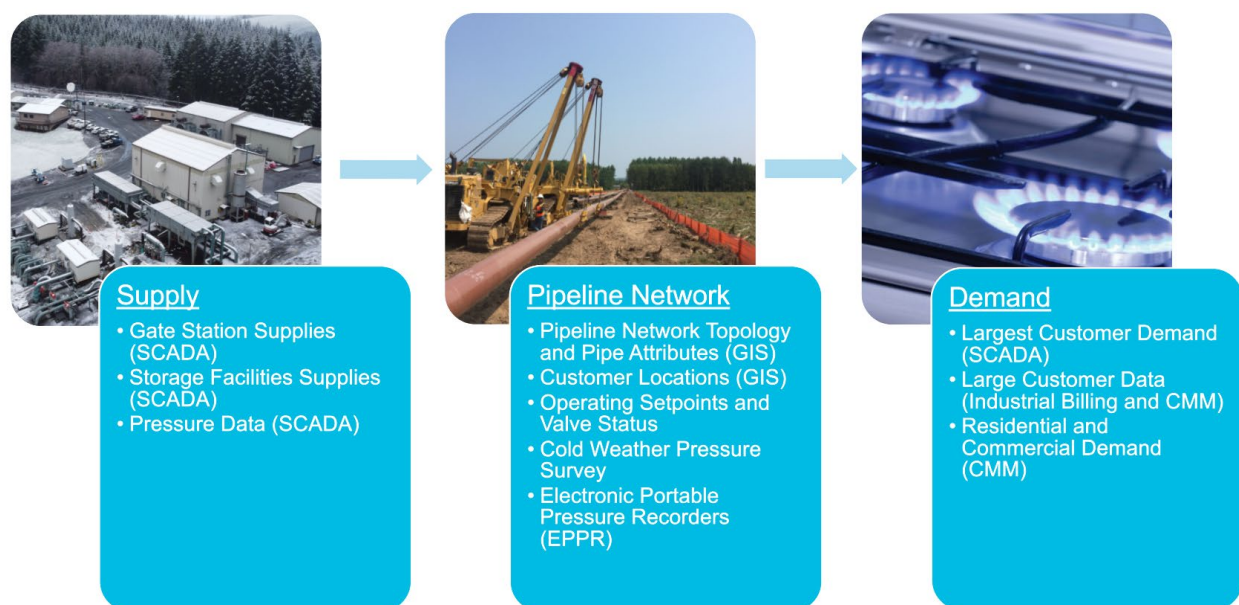 Supply
• Gate Station Supplies
(SCADA)
• Storage Facilities Supplies
(SCADA)
• Pressure Data (SCADA)
Pipeline Network
• Pipeline Network Topology
and Pipe Attributes (GIS)
• Customer Locations (GIS)
• Operating Setpoints and
Valve Status
• Cold Weather Pressure
Survey
• Electronic Portable
Pressure Recorders
(EPPR)
Demand
• Largest Customer Demand
(SCADA)
• Large Customer Data
(Industrial Billing and CMM)
• Residential and
Commercial Demand
(CMM)